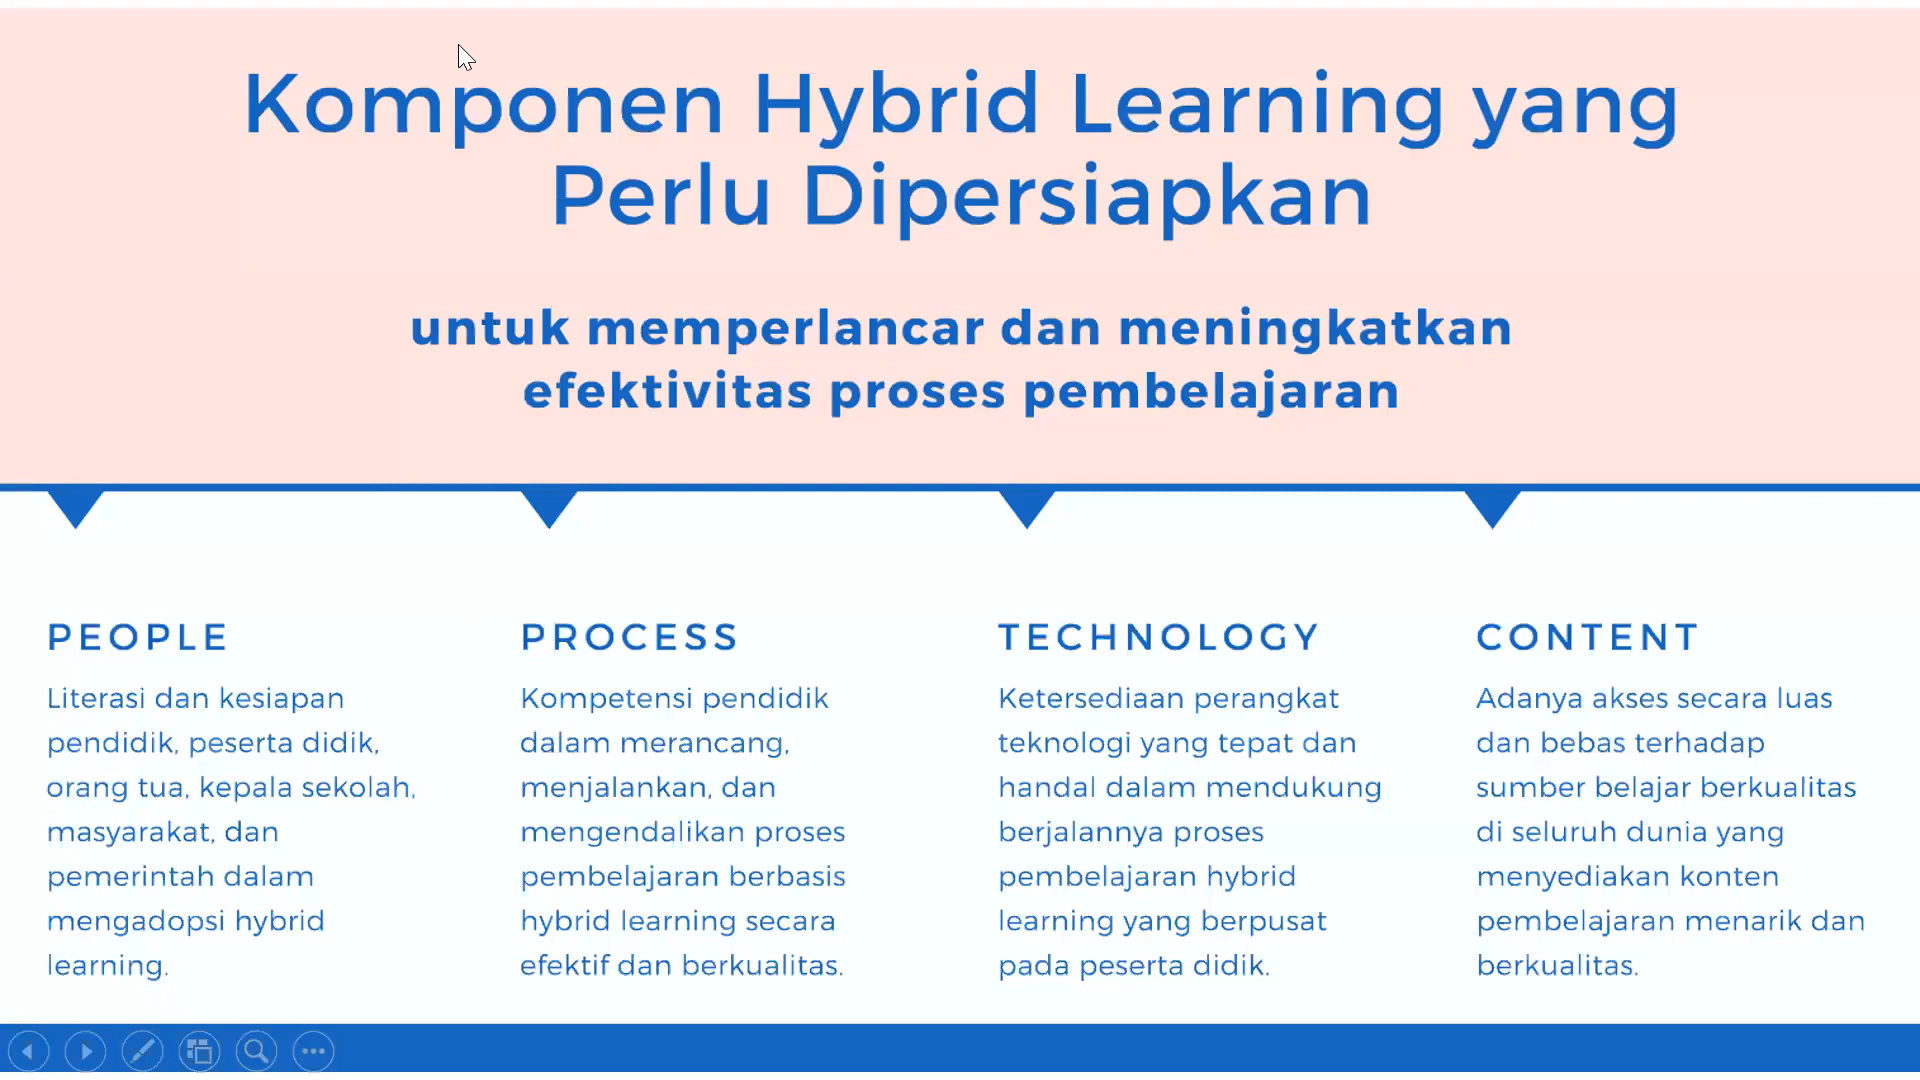 Komponen Hybrid Learning yang
Perlu Dipersiapkan
untuk memperlancar dan meningkatkan
efektivitas proses pembelajaran
PEOPLE
Literasi dan kesiapan
pendidik, peserta didik,
orang tua, kepala sekolah,
masyarakat, dan
pemerintah dalam
mengadopsi hybrid
learning.
PROCESS
Kompetensi pendidik
dalam merancang,
menjalankan, dan
mengendalikan proses
pembelajaran berbasis
hybrid learning secara
efektif dan berkualitas.
TECHNOLOGY
Ketersediaan perangkat
teknologi yang tepat dan
handal dalam mendukung
berjalannya proses
pembelajaran hybrid
learning yang berpusat
pada peserta didik.
CONTENT
Adanya akses secara luas
dan bebas terhadap
sumber belajar berkualitas
di seluruh dunia yang
menyediakan konten
pembelajaran menarik dan
berkualitas.